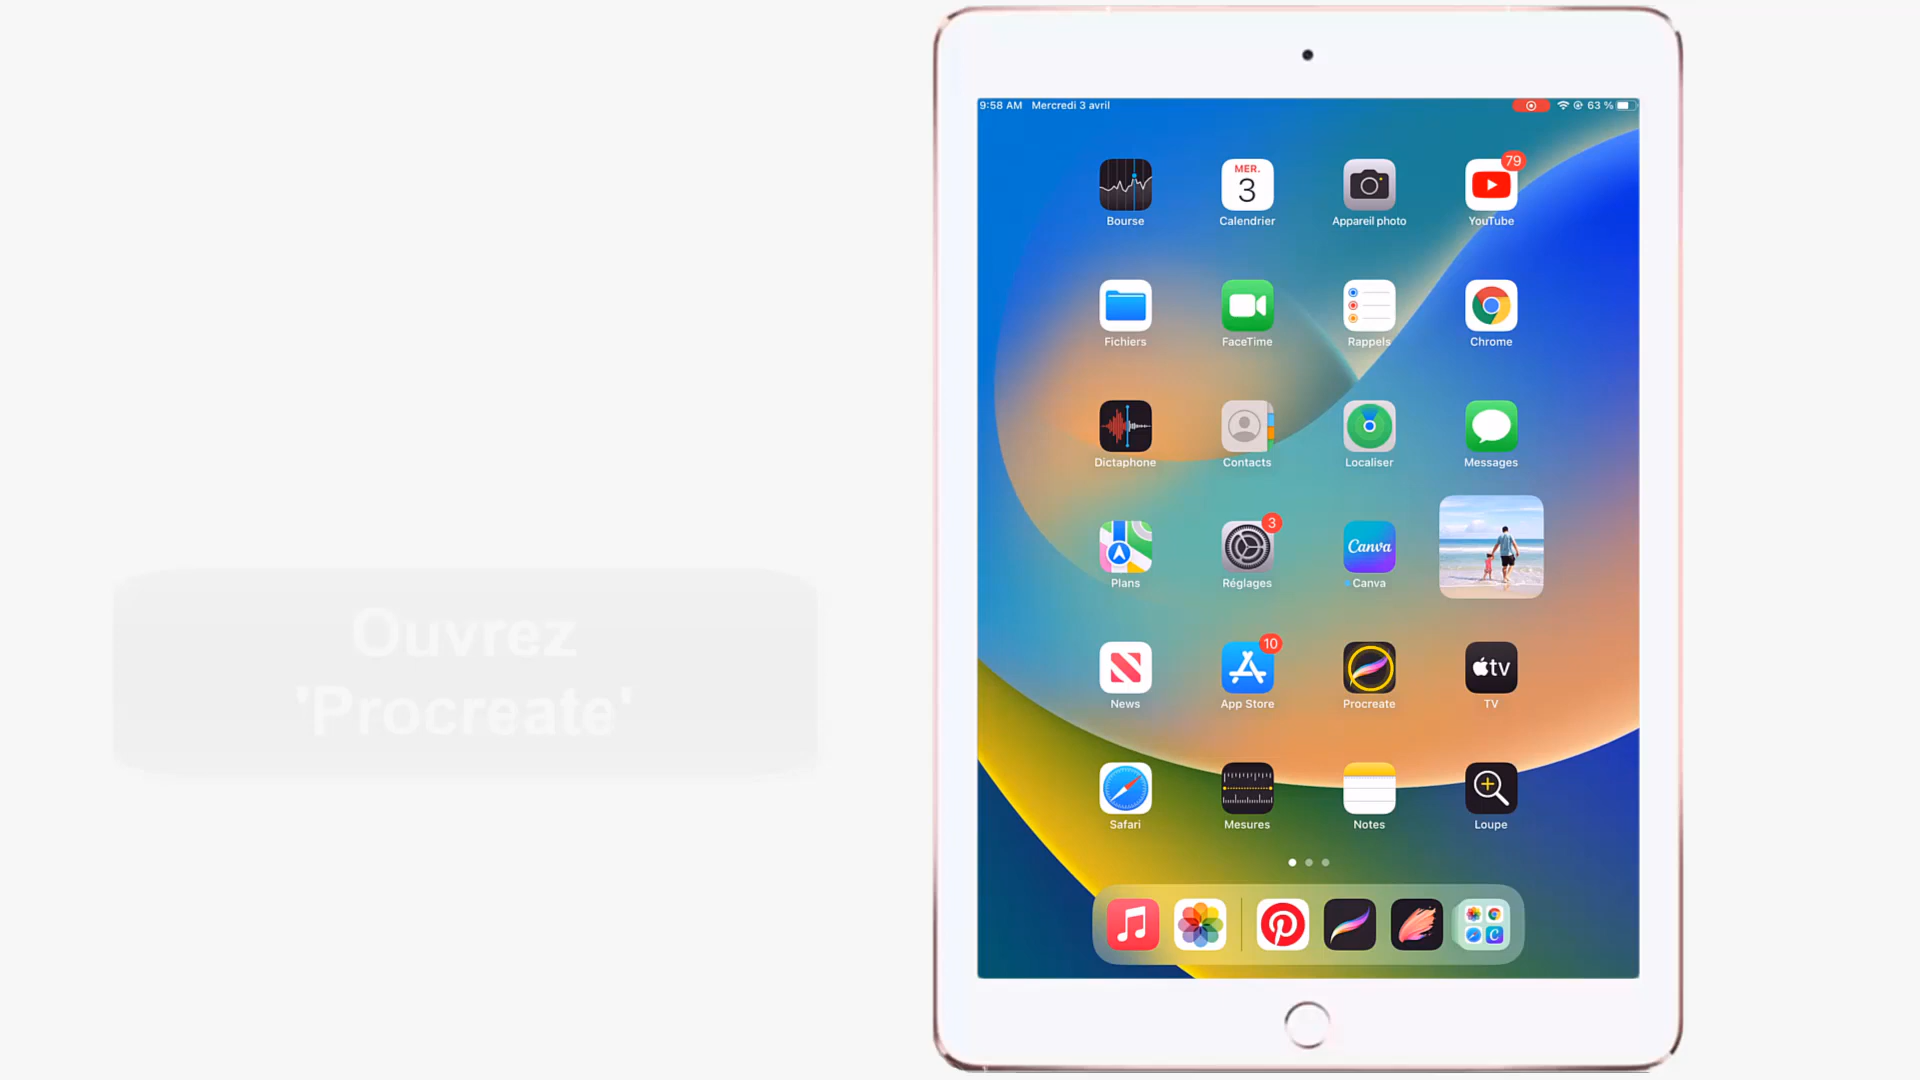 Ouvrez
'Procreate'
9:58 AM Mercredi 3 avril
63 %
Bourse
MER.
3
Calendrier
Appareil photo
79
YouTube
Fichiers
FaceTime
Rappels
Chrome
Dictaphone
Contacts
Localiser
Messages
Plans
3
Réglages
Canva
Canva
News
10
App Store
Procreate
tv
TV
Safari
Mesures
Notes
Loupe